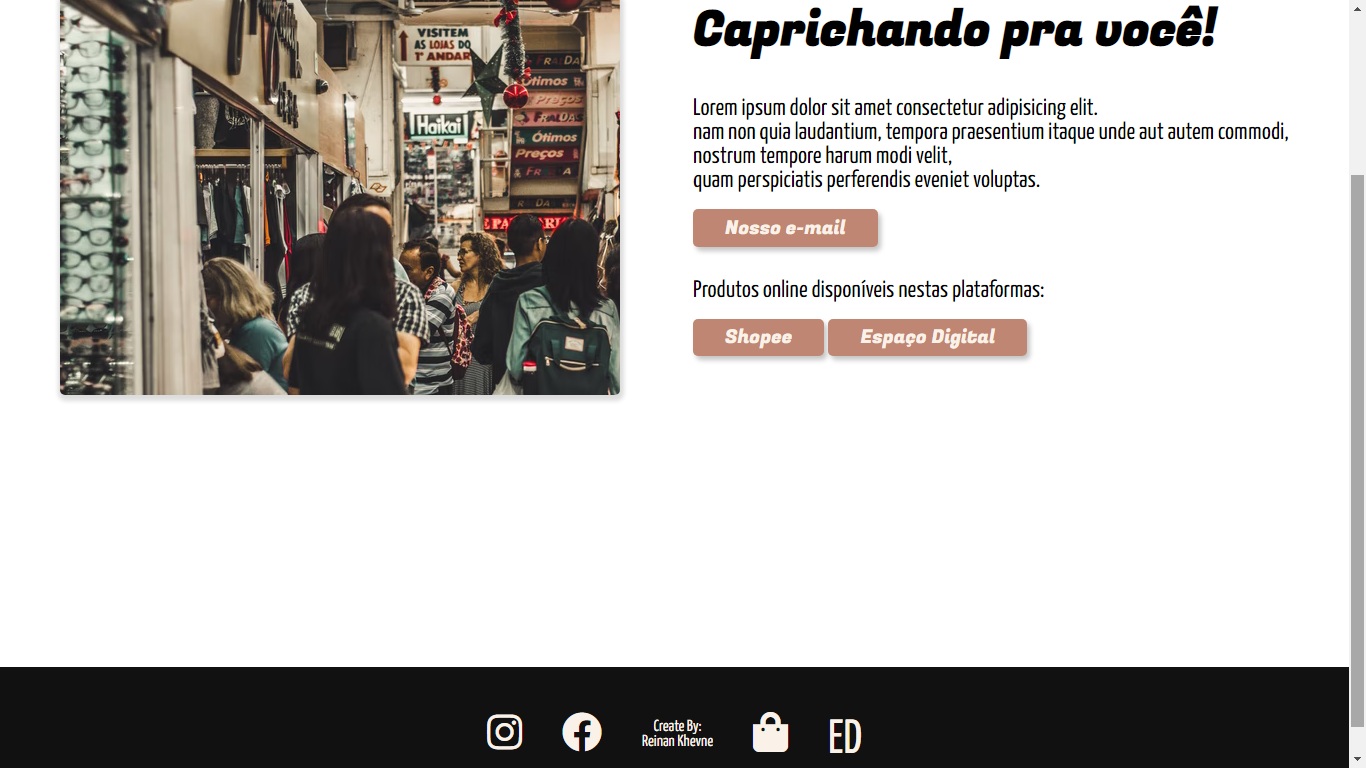 VISITEM
AS LOJAS DO
1º ANDAR
Haikai
FRALDA
Ótimos
Preços
FRALDAS
Ótimos
Preços
Caprichando pra você!
Lorem ipsum dolor sit amet consectetur adipisicing elit.
nam non quia laudantium, tempora praesentium itaque unde aut autem commodi,
nostrum tempore harum modi velit,
quam perspiciatis perferendis eveniet voluptas.
Nosso e-mail
Produtos online disponíveis nestas plataformas:
Shopee
Espaço Digital
Create By:
Reinan Khevne
ED